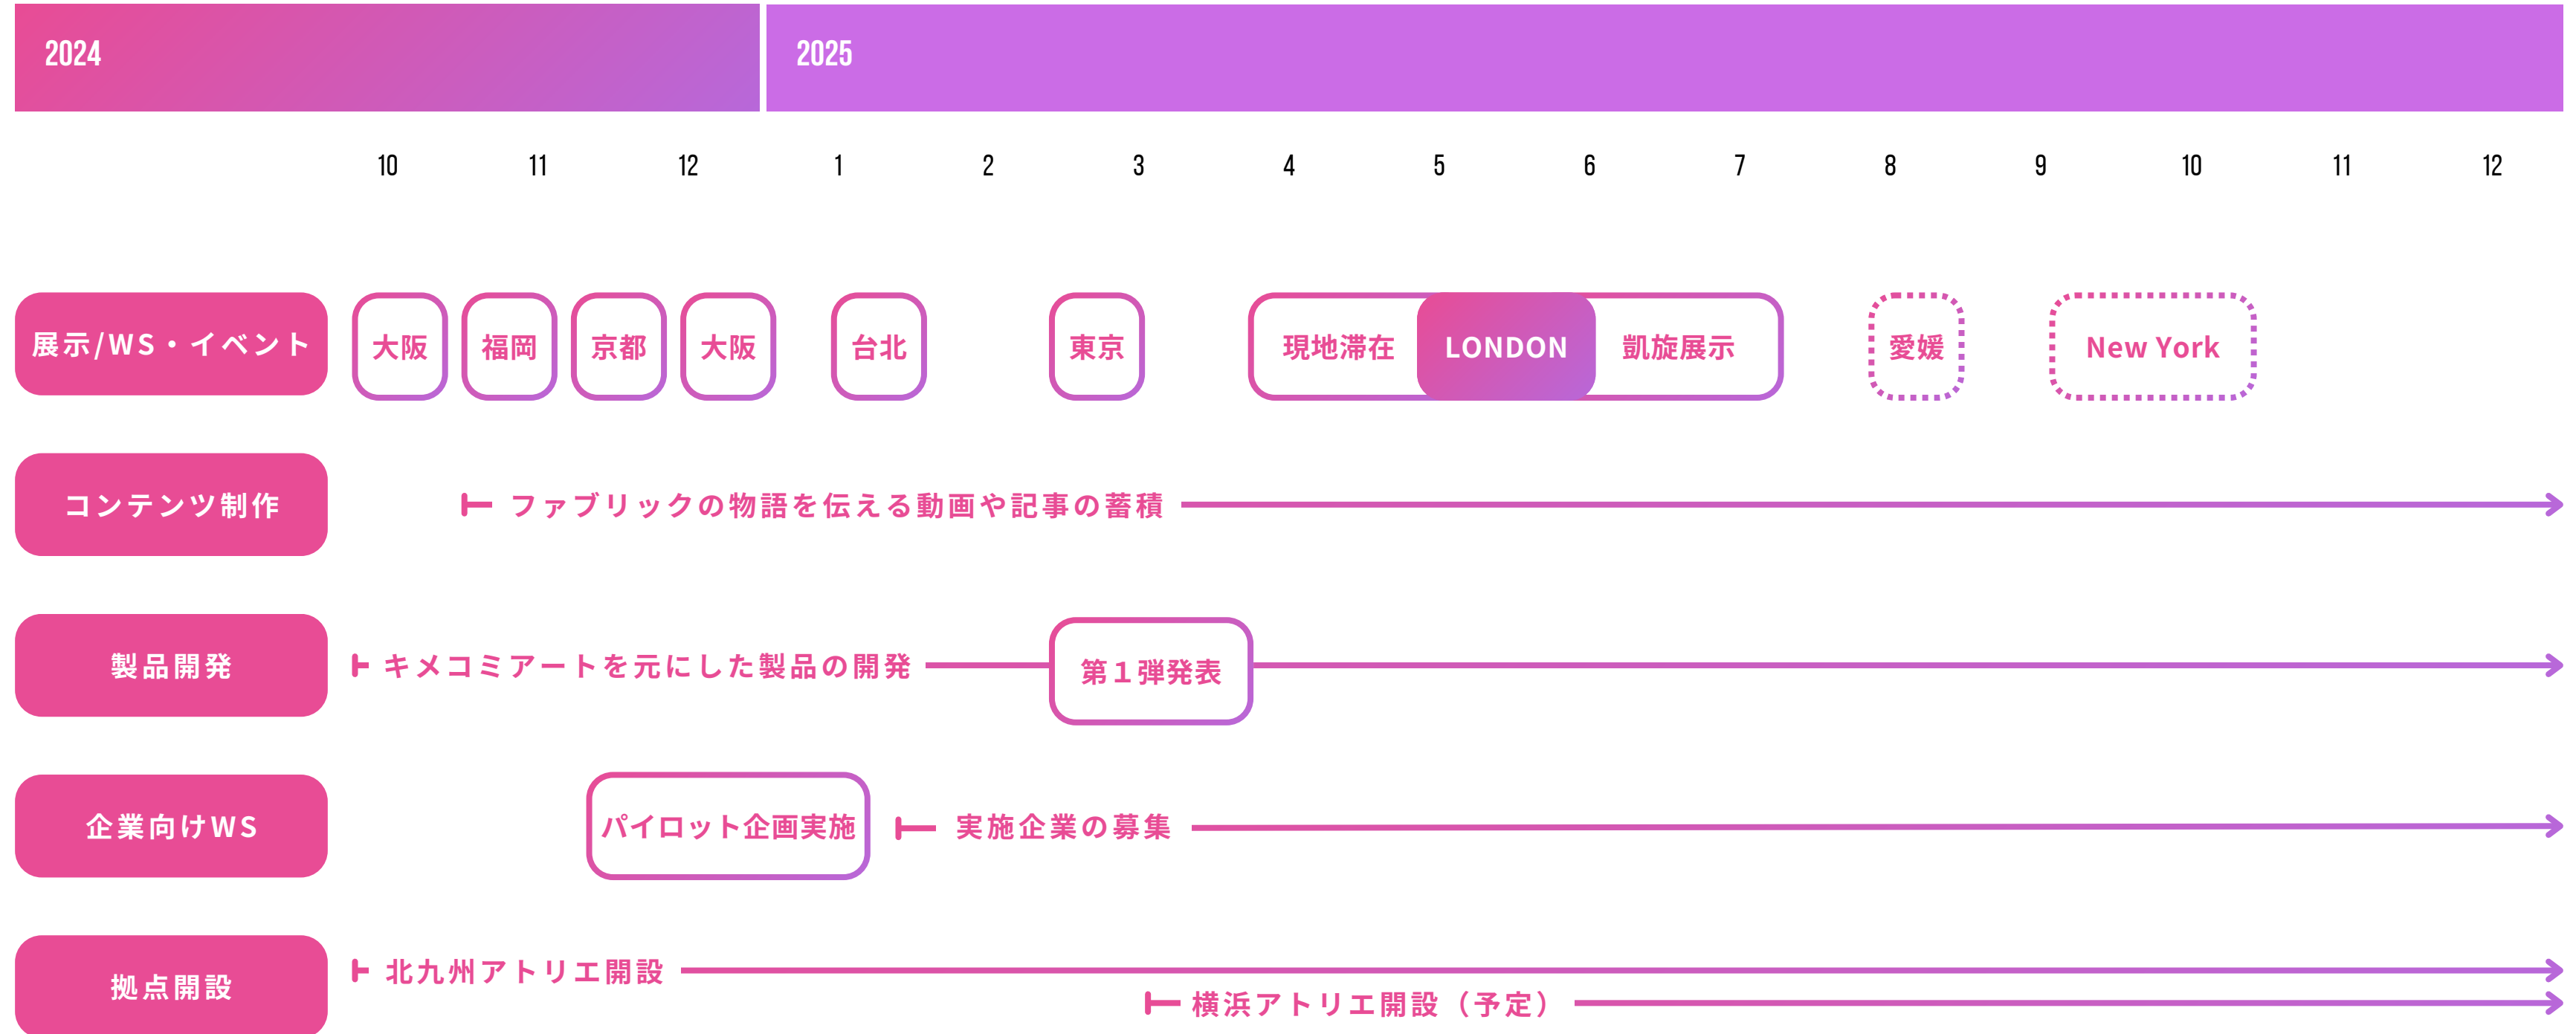 2024 2025
10 11 12 1 2 3 4 5 6 7 8 9 10 11 12
展示/WS・イベント 大阪 福岡 京都 大阪 台北 東京 現地滞在 LONDON 凱旋展示 愛媛 New York
コンテンツ制作 ファブリックの物語を伝える動画や記事の蓄積
製品開発 キメコミアートを元にした製品の開発 第１弾発表
企業向けWS パイロット企画実施 実施企業の募集
拠点開設 北九州アトリエ開設
横浜アトリエ開設（予定）